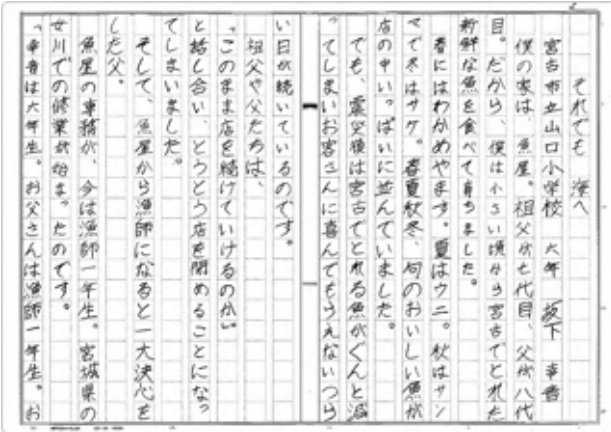 それでも 海へ
宮古市立山口小学校 六年 坂下 幸音
僕の家は、魚屋。祖父が七代目、父が八代
目。だから、僕は小さい頃から宮古でとれた
新鮮な魚を食べて育ちました。
春にはわかめやます。夏はウニ。秋はサン
マで冬はサケ。春夏秋冬、旬のおいしい魚が
店の中いっぱいに並んでいました。
でも、震災後は宮古でとれる魚がぐんと減
ってしまいお客さんに喜んでもらえないつら
い日が続いているのです。
祖父や父たちは、
「このまま店を続けていけるのか」
と話し合い、とうとう店を閉めることになっ
てしまいました。
そして、魚屋から漁師になると一大決心を
した父。
魚屋の専務が、今は漁師一年生。宮城県の
女川での修業が始まったのです。
「幸音は六年生。お父さんは漁師一年生。お